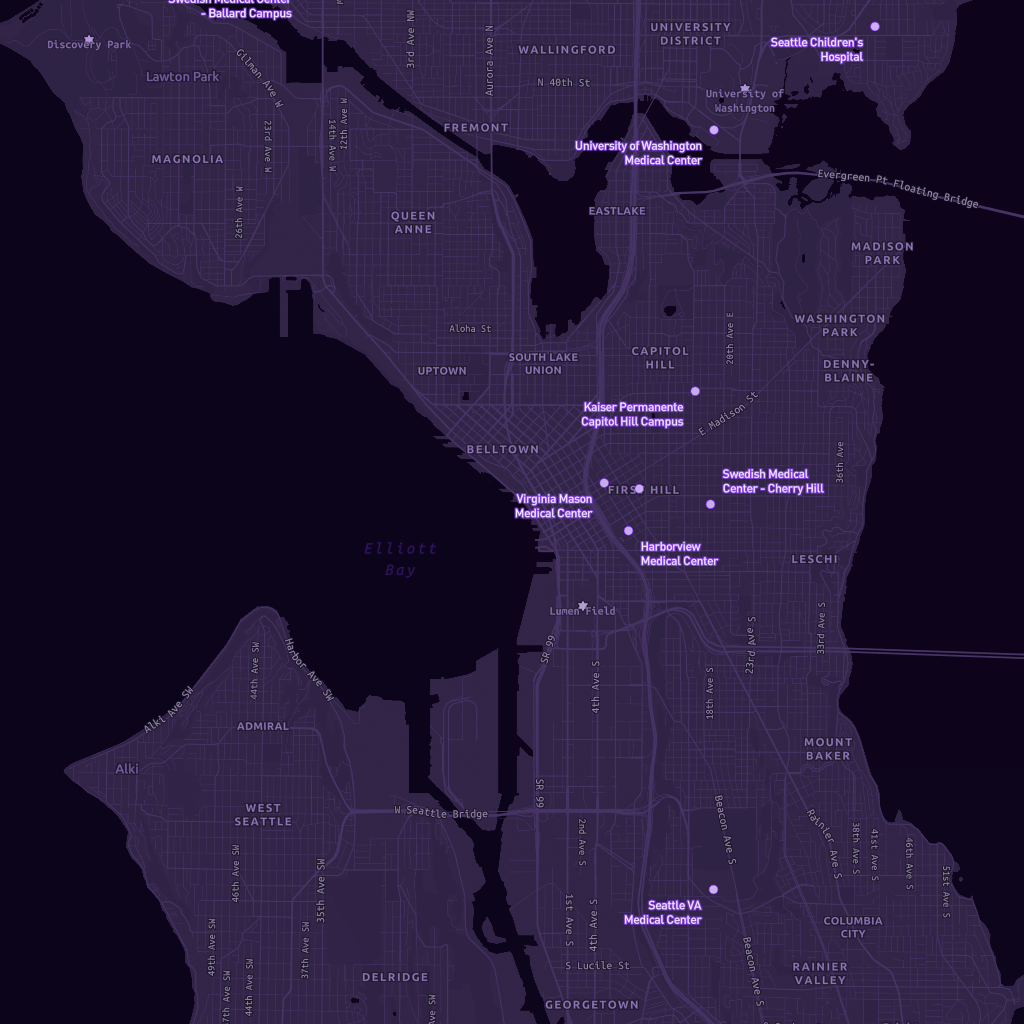 Swedish Medical Center
- Ballard Campus
Discovery Park
Lawton Park
Gilman Ave W
3rd Ave NW
Aurora Ave N
WALLINGFORD
UNIVERSITY
DISTRICT
Seattle Children's
Hospital
N 40th St
University of
Washington
23rd Ave W
14th Ave W
12th Ave W
FREMONT
MAGNOLIA
University of Washington
Medical Center
Evergreen Pt Floating Bridge
26th Ave W
QUEEN
ANNE
EASTLAKE
MADISON
PARK
WASHINGTON
PARK
Aloha St
20th Ave E
SOUTH LAKE
UNION
CAPITOL
HILL
UPTOWN
DENNY-
BLAINE
Kaiser Permanente
Capitol Hill Campus
E Madison St
BELLTOWN
36th Ave
Swedish Medical
Center - Cherry Hill
FIRST HILL
Virginia Mason
Medical Center
Harborview
Medical Center
Elliott
Bay
LESCHI
Lumen Field
SR 99
4th Ave S
23rd Ave S
33rd Ave S
18th Ave S
44th Ave SW
Harbor Ave SW
Alki Ave SW
ADMIRAL
Alki
MOUNT
BAKER
WEST
SEATTLE
W Seattle Bridge
SR 99
2nd Ave S
Beacon Ave S
Rainier Ave S
38th Ave S
41st Ave S
46th Ave S
51st Ave S
46th Ave SW
35th Ave SW
Seattle VA
Medical Center
1st Ave S
4th Ave S
COLUMBIA
CITY
49th Ave SW
37th Ave SW
44th Ave SW
7th Ave SW
DELRIDGE
Ave SW
S Lucile St
Beacon Ave S
RAINIER
VALLEY
GEORGETOWN